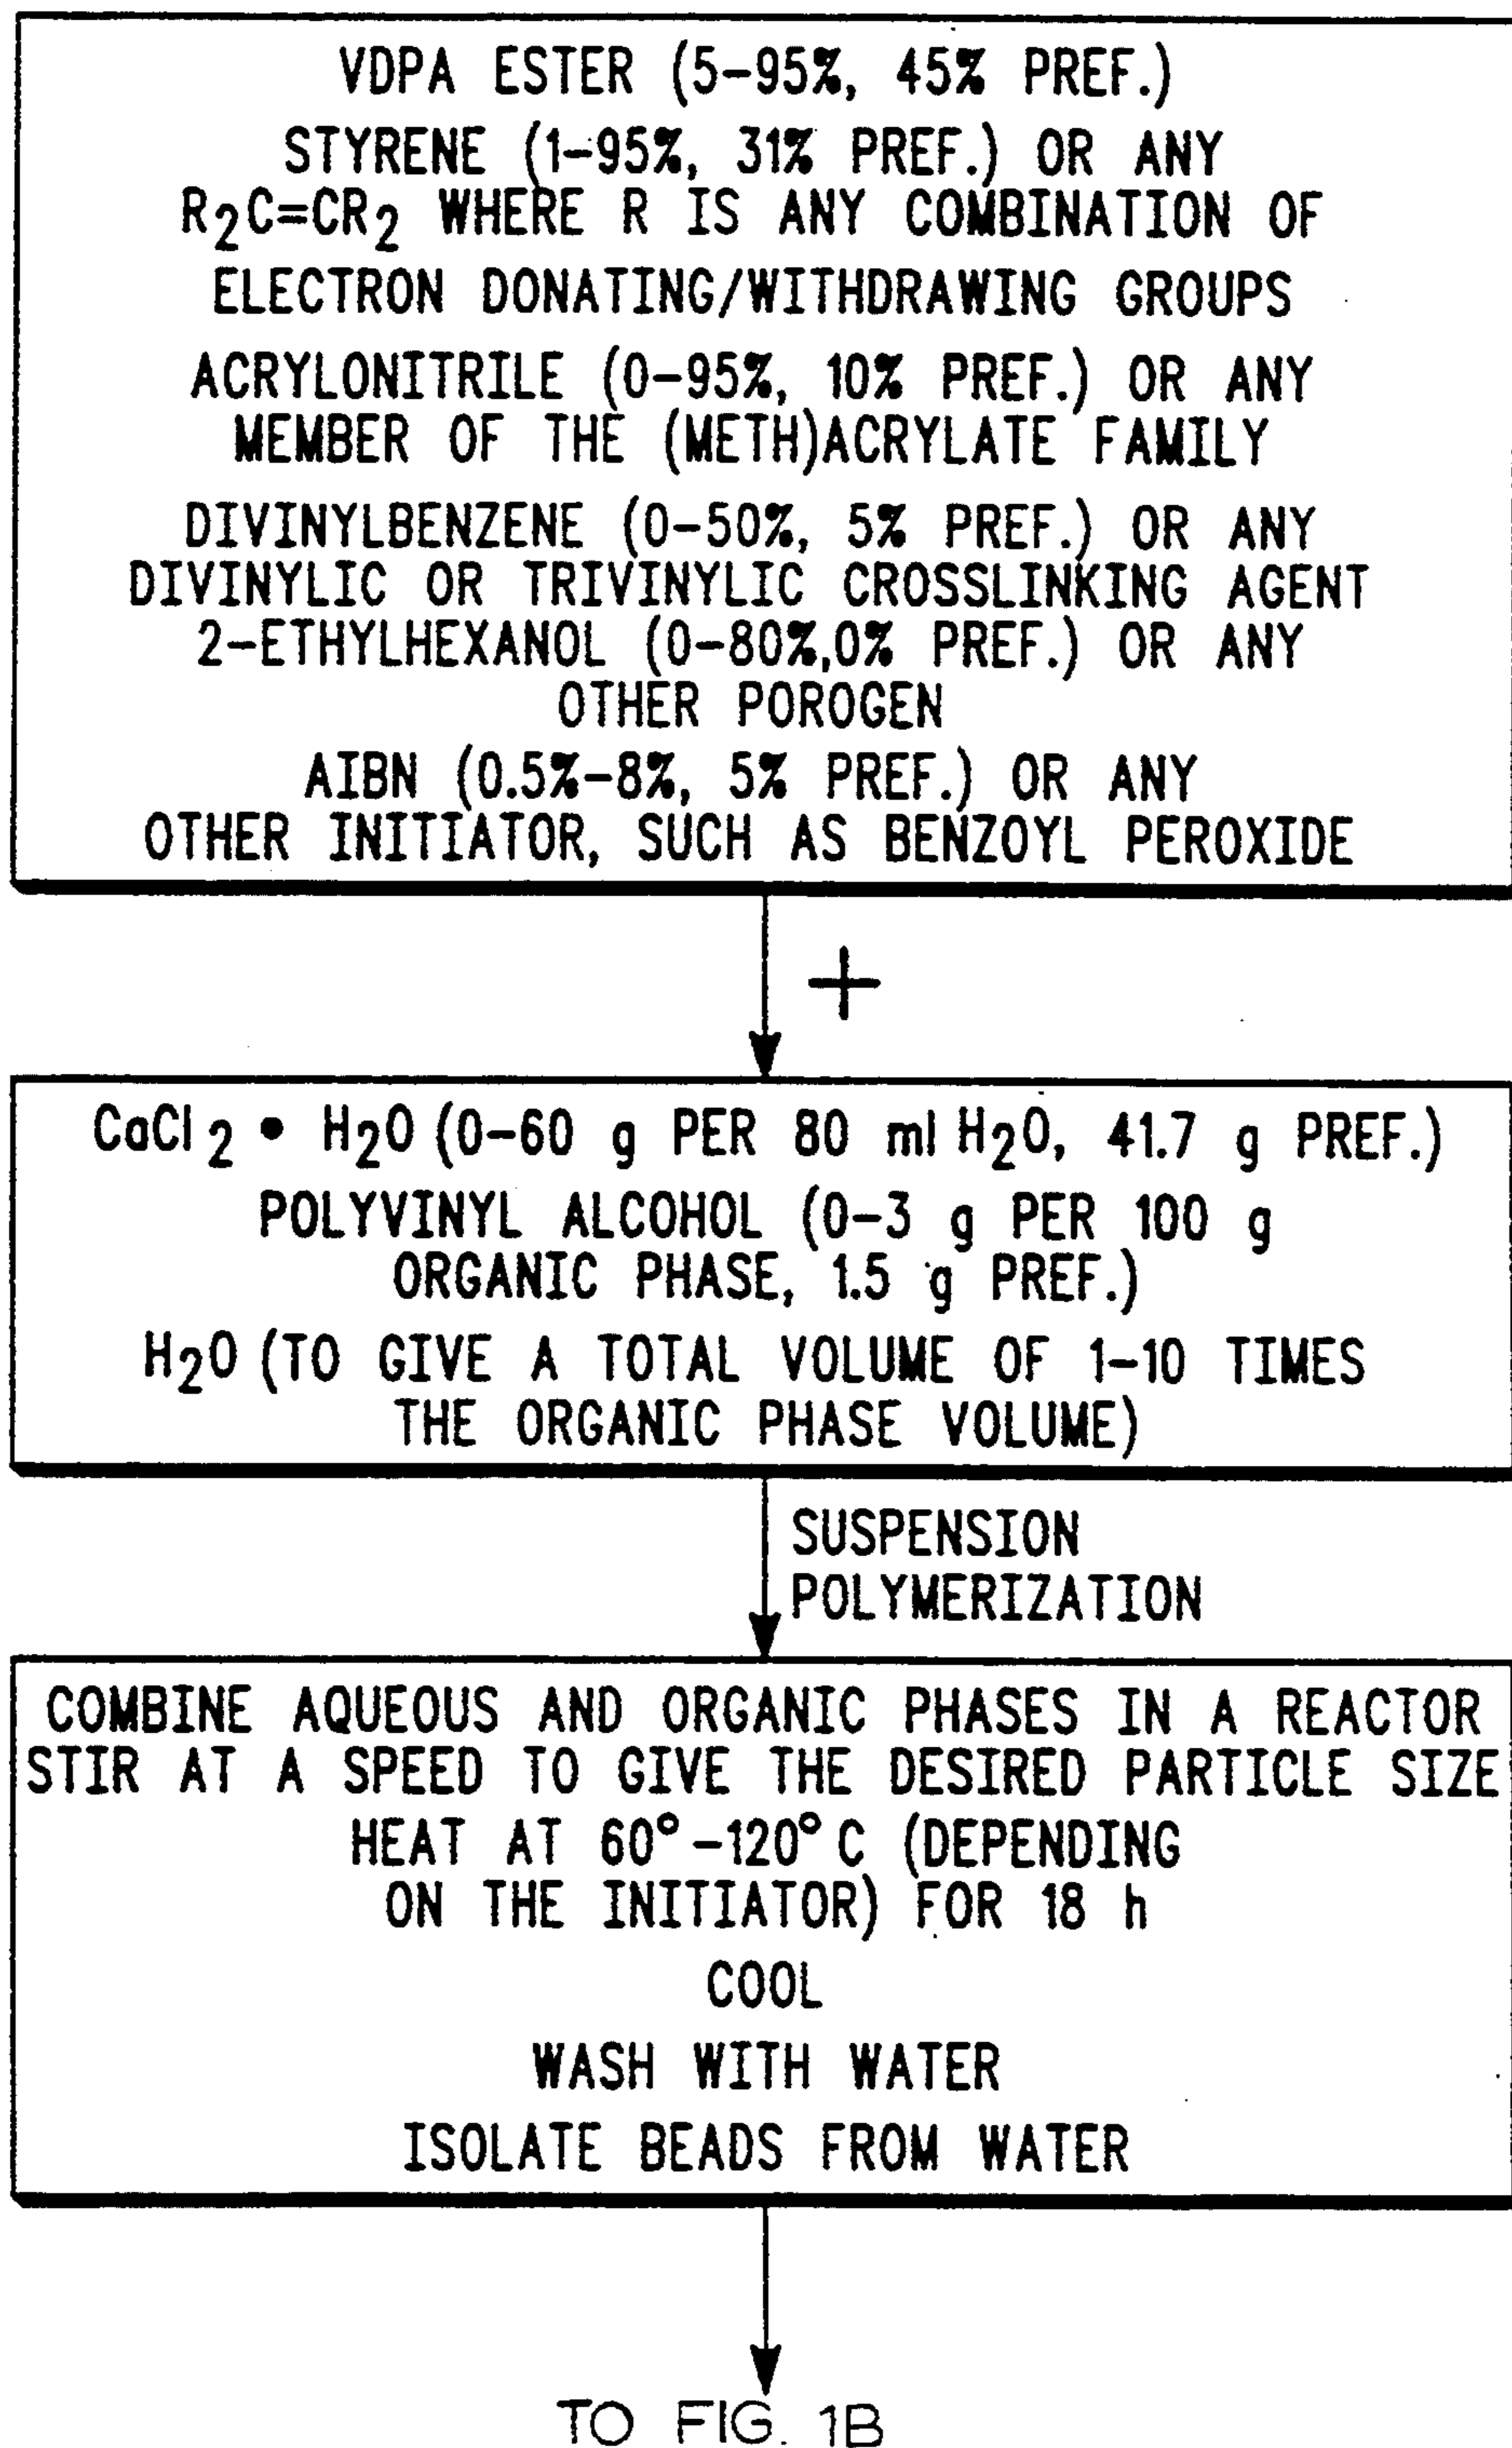 VDPA ESTER (5-95%, 45% PREF.)
STYRENE (1-95%, 31% PREF.) OR ANY
R₂C=CR₂ WHERE R IS ANY COMBINATION OF
ELECTRON DONATING/WITHDRAWING GROUPS
ACRYLONITRILE (0-95%, 10% PREF.) OR ANY
MEMBER OF THE (METH)ACRYLATE FAMILY
DIVINYLBENZENE (0-50%, 5% PREF.) OR ANY
DIVINYLIC OR TRIVINYLIC CROSSLINKING AGENT
2-ETHYLHEXANOL (0-80%,0% PREF.) OR ANY
OTHER POROGEN
AIBN (0.5%-8%, 5% PREF.) OR ANY
OTHER INITIATOR, SUCH AS BENZOYL PEROXIDE
+
CaCl₂ • H₂O (0-60 g PER 80 ml H₂O, 41.7 g PREF.)
POLYVINYL ALCOHOL (0-3 g PER 100 g
ORGANIC PHASE, 1.5 g PREF.)
H₂O (TO GIVE A TOTAL VOLUME OF 1-10 TIMES
THE ORGANIC PHASE VOLUME)
SUSPENSION
POLYMERIZATION
COMBINE AQUEOUS AND ORGANIC PHASES IN A REACTOR
STIR AT A SPEED TO GIVE THE DESIRED PARTICLE SIZE
HEAT AT 60°-120°C (DEPENDING
ON THE INITIATOR) FOR 18 h
COOL
WASH WITH WATER
ISOLATE BEADS FROM WATER
TO FIG. 1B